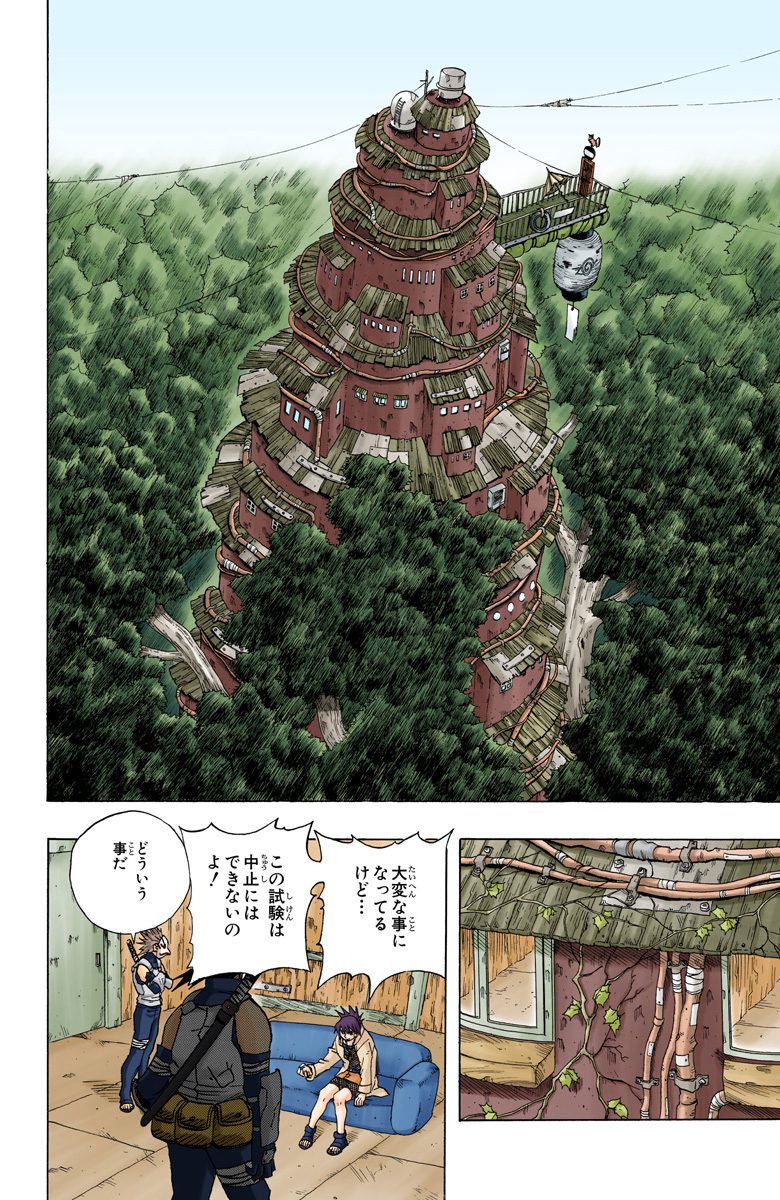 大変な事に
なってる
けど…
この試験は
中止には
できないの
よ!
どういう
事だ